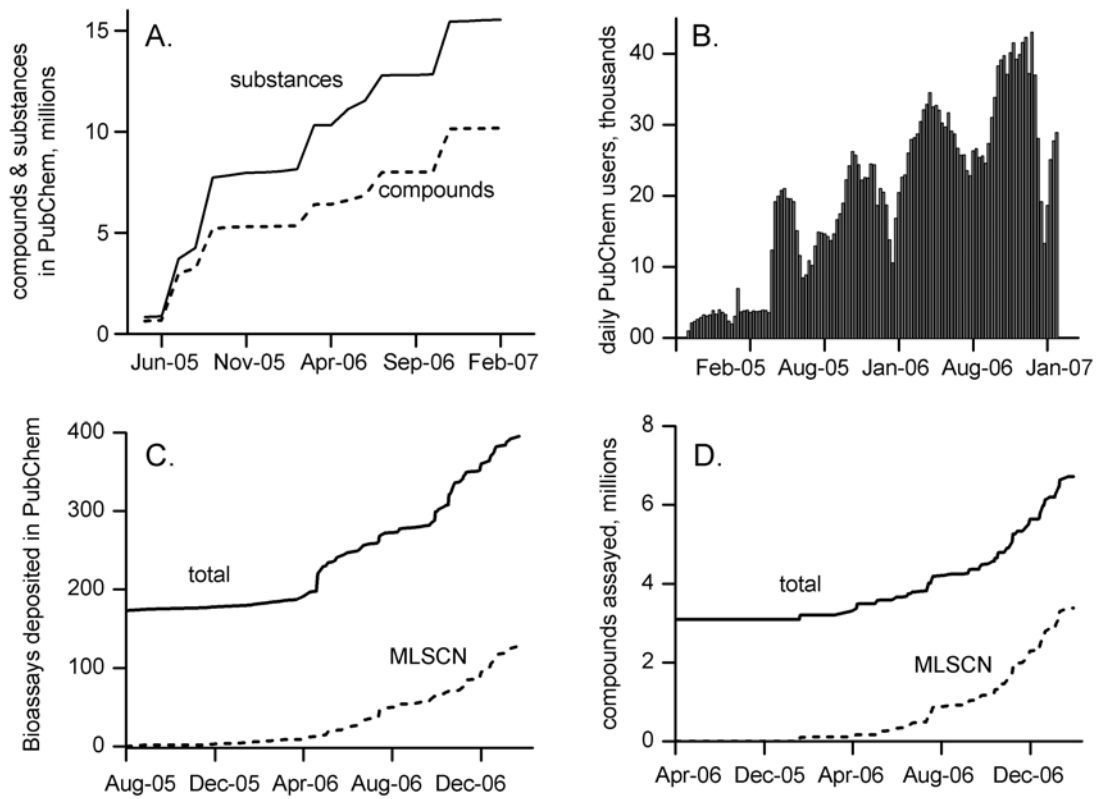 A.
substances
compounds
compounds & substances
in PubChem, millions
15
10
5
0
Jun-05 Nov-05 Apr-06 Sep-06 Feb-07
B.
daily PubChem users, thousands
40
30
20
10
00
Feb-05 Aug-05 Jan-06 Aug-06 Jan-07
C.
total
MLSCN
Bioassays deposited in PubChem
400
300
200
100
0
Aug-05 Dec-05 Apr-06 Aug-06 Dec-06
D.
total
MLSCN
compounds assayed, millions
8
6
4
2
0
Apr-06 Dec-05 Apr-06 Aug-06 Dec-06